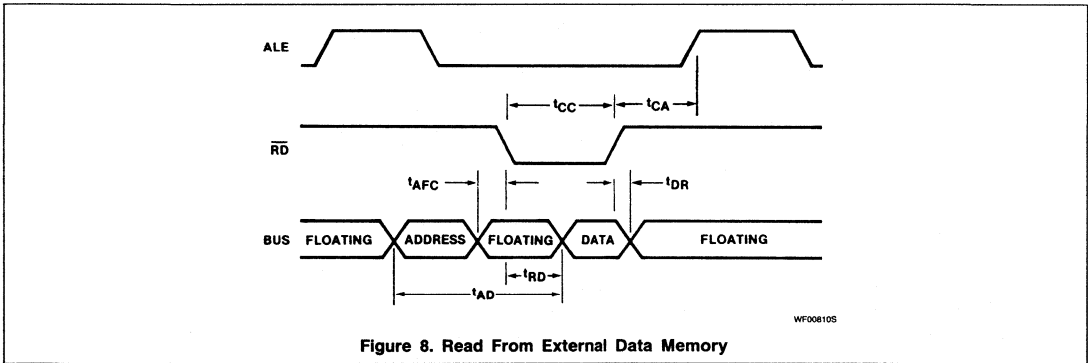 ALE
tCC
tCA
RD
tAFC
tDR
BUS
FLOATING
ADDRESS
FLOATING
DATA
FLOATING
tRD
tAD
WF00810S
Figure 8. Read From External Data Memory